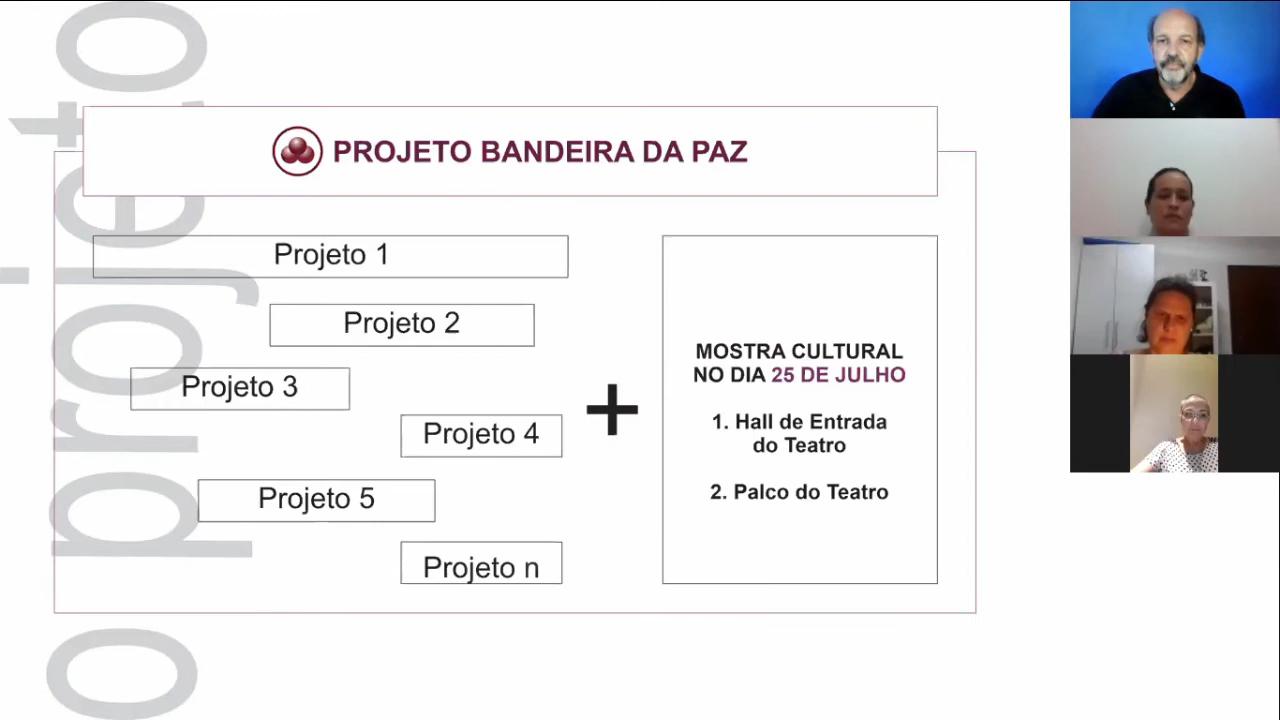 o projeto
PROJETO BANDEIRA DA PAZ
Projeto 1
Projeto 2
Projeto 3
Projeto 4
Projeto 5
Projeto n
+
MOSTRA CULTURAL
NO DIA 25 DE JULHO
1. Hall de Entrada
do Teatro
2. Palco do Teatro